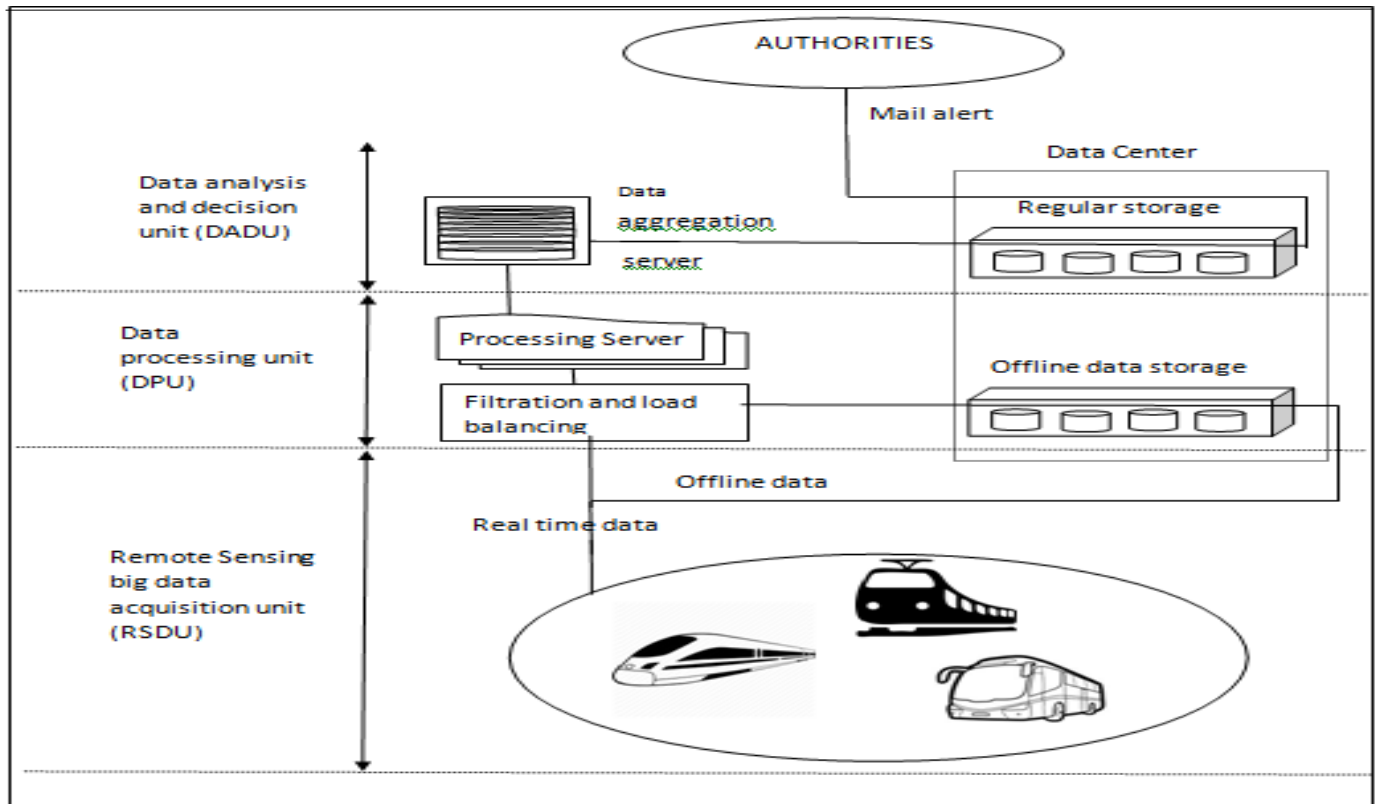 AUTHORITIES
Mail alert
Data Center
Data analysis
and decision
unit (DADU)
Data
aggregation
server
Regular storage
Data
processing unit
(DPU)
Processing Server
Filtration and load
balancing
Offline data storage
Offline data
Real time data
Remote Sensing
big data
acquisition unit
(RSDU)